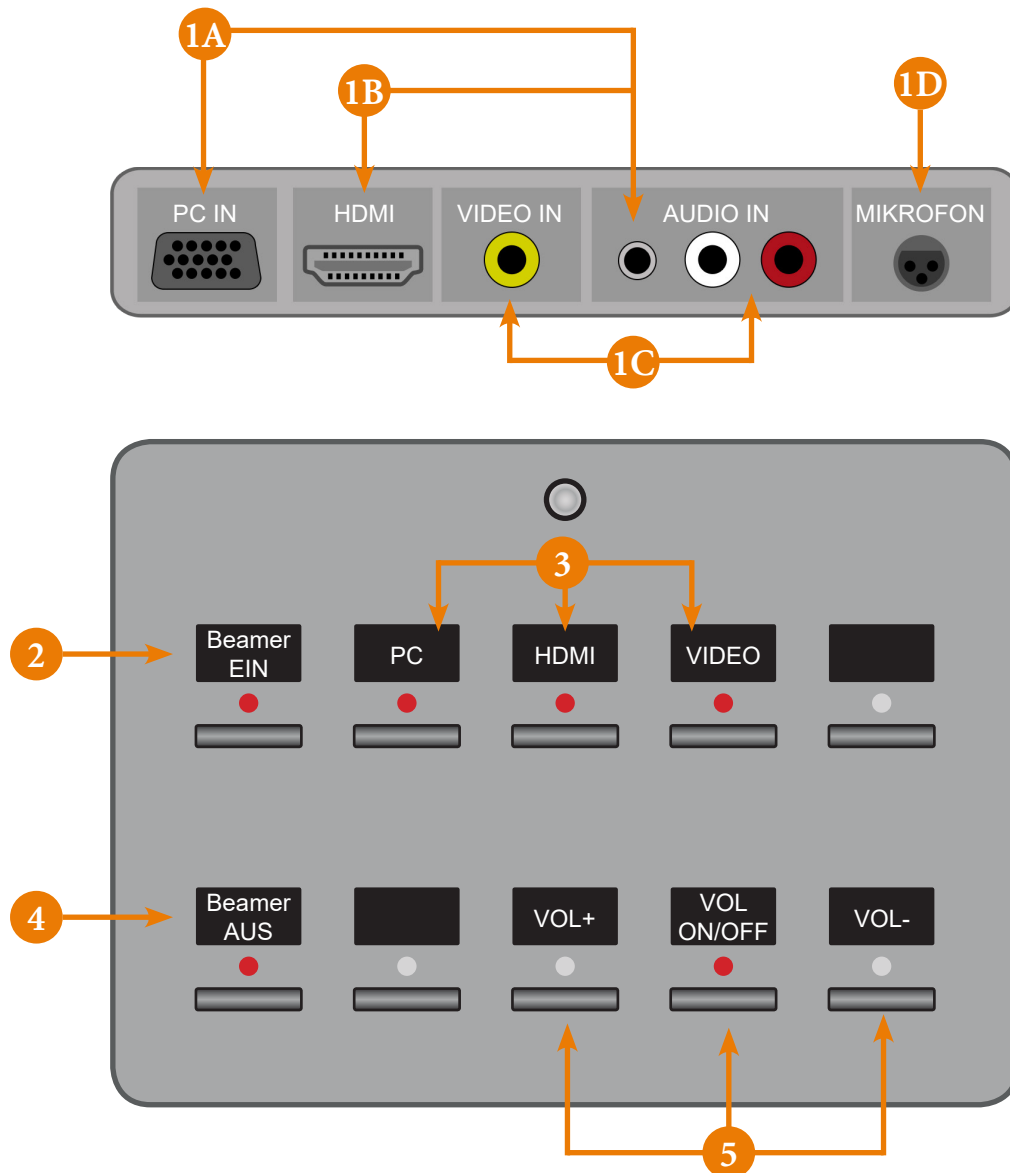 1A
1B
1D
PC IN HDMI VIDEO IN AUDIO IN MIKROFON
1C
3
2
Beamer
EIN
PC HDMI VIDEO
4
Beamer
AUS
VOL+
VOL
ON/OFF
VOL-
5